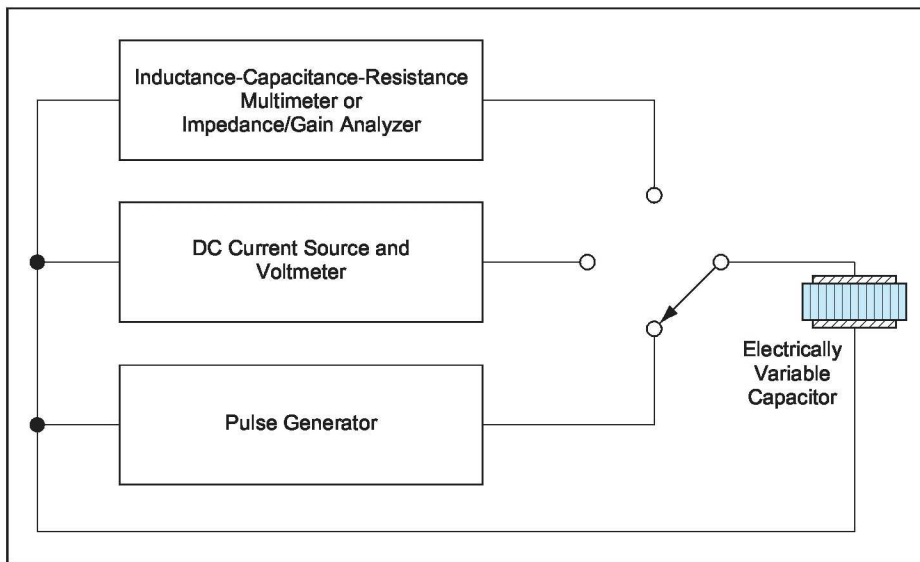 Inductance-Capacitance-Resistance
Multimeter or
Impedance/Gain Analyzer
DC Current Source and
Voltmeter
Pulse Generator
Electrically
Variable
Capacitor